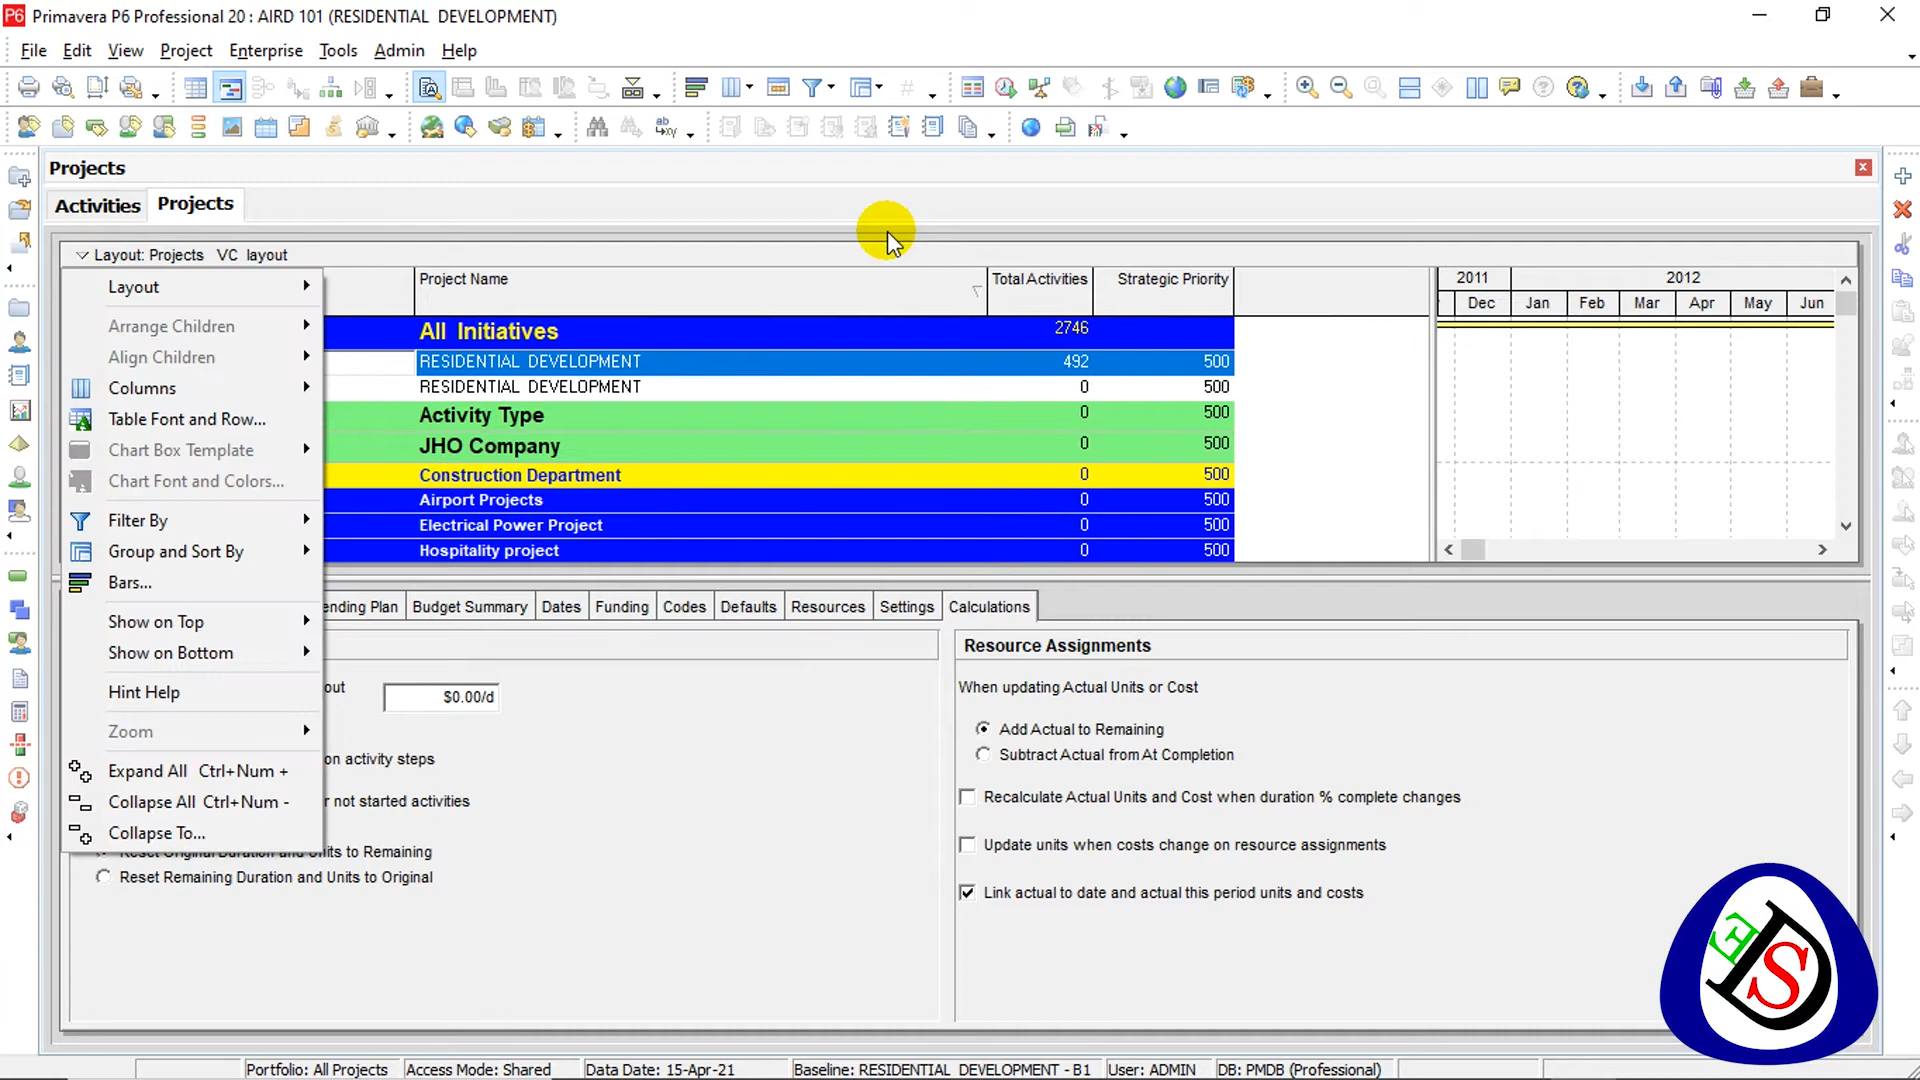 P6 Primavera P6 Professional 20 : AIRD 101 (RESIDENTIAL DEVELOPMENT)
File Edit View Project Enterprise Tools Admin Help
Projects
Activities Projects
Layout: Projects VC layout
Project Name Total Activities Strategic Priority 2011 2012
Dec Jan Feb Mar Apr May Jun
Layout
Arrange Children
Align Children
Columns
Table Font and Row...
Chart Box Template
Chart Font and Colors...
Filter By
Group and Sort By
Bars...
Show on Top
Show on Bottom
Hint Help
Zoom
Expand All Ctrl+Num +
Collapse All Ctrl+Num -
Collapse To...
All Initiatives 2746
RESIDENTIAL DEVELOPMENT 492 500
RESIDENTIAL DEVELOPMENT 0 500
Activity Type 0 500
JHO Company 0 500
Construction Department 0 500
Airport Projects 0 500
Electrical Power Project 0 500
Hospitality project 0 500
ending Plan Budget Summary Dates Funding Codes Defaults Resources Settings Calculations
out $0.00/d
on activity steps
r not started activities
Reset Original Duration and Units to Remaining
Reset Remaining Duration and Units to Original
Resource Assignments
When updating Actual Units or Cost
Add Actual to Remaining
Subtract Actual from At Completion
Recalculate Actual Units and Cost when duration % complete changes
Update units when costs change on resource assignments
Link actual to date and actual this period units and costs
E D S
Portfolio: All Projects Access Mode: Shared Data Date: 15-Apr-21 Baseline: RESIDENTIAL DEVELOPMENT - B1 User: ADMIN DB: PMDB (Professional)